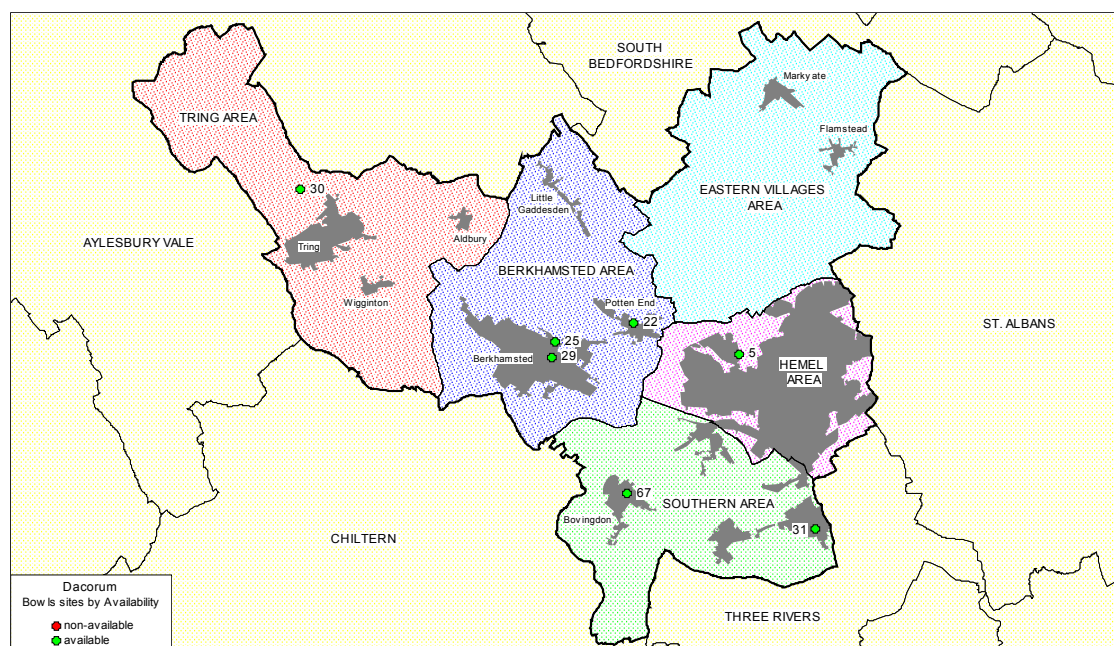 SOUTH
BEDFORDSHIRE
Markyate
TRING AREA
Flamstead
30
Little
Gaddesden
EASTERN VILLAGES
AREA
AYLESBURY VALE
Tring
Aldbury
BERKHAMSTED AREA
Wigginton
Potten End
22
ST. ALBANS
25
29
Berkhamsted
5
HEMEL
AREA
67
SOUTHERN AREA
Bovingdon
31
CHILTERN
THREE RIVERS
Dacorum
Bowls sites by Availability
non-available
available